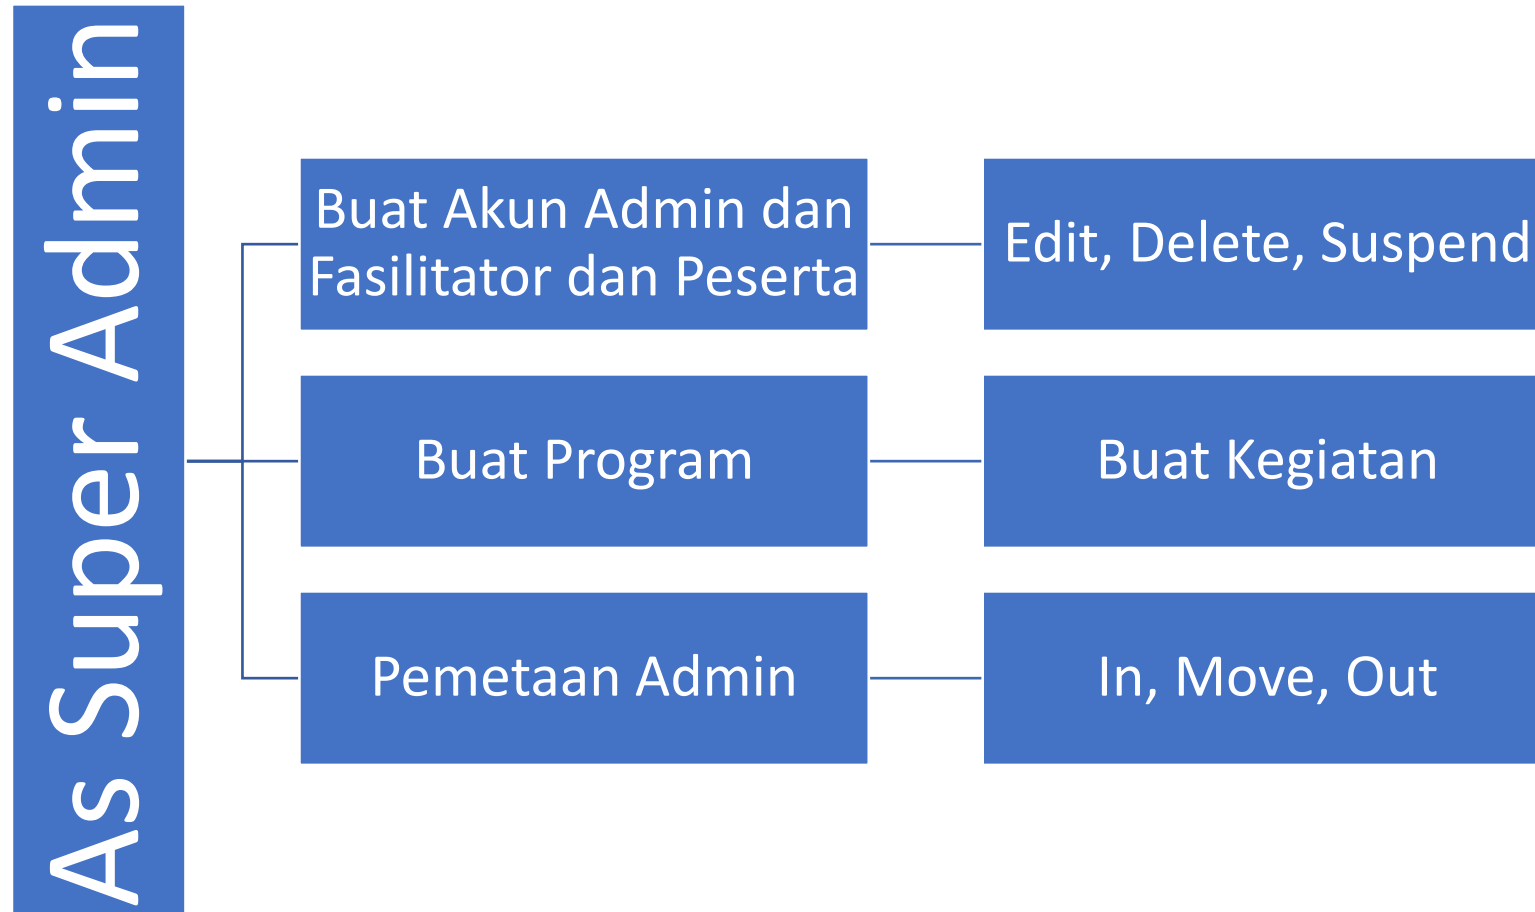 As Super Admin
Buat Akun Admin dan
Fasilitator dan Peserta
Edit, Delete, Suspend
Buat Program
Buat Kegiatan
Pemetaan Admin
In, Move, Out